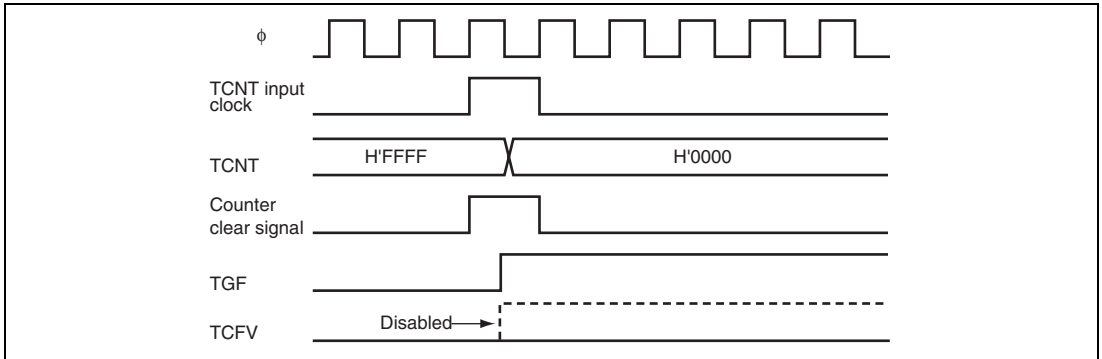 ϕ
TCNT input
clock
TCNT
H'FFFF
H'0000
Counter
clear signal
TGF
Disabled
TCFV